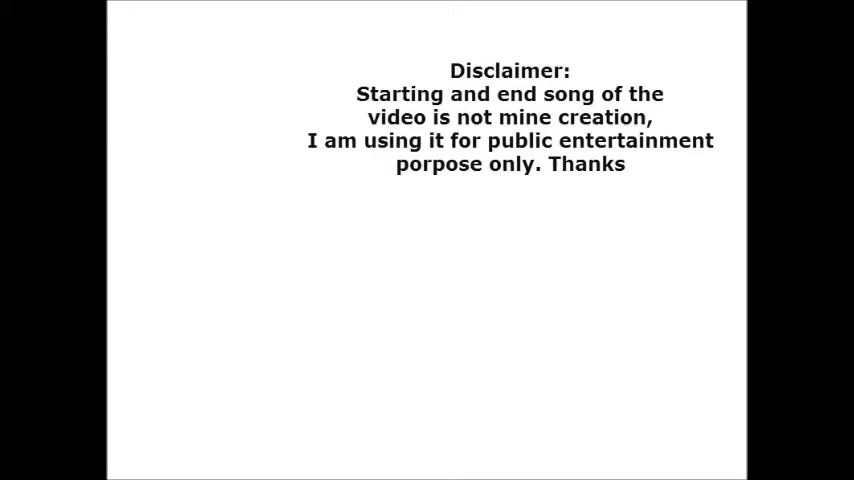 Disclaimer:
Starting and end song of the
video is not mine creation,
I am using it for public entertainment
porpose only. Thanks